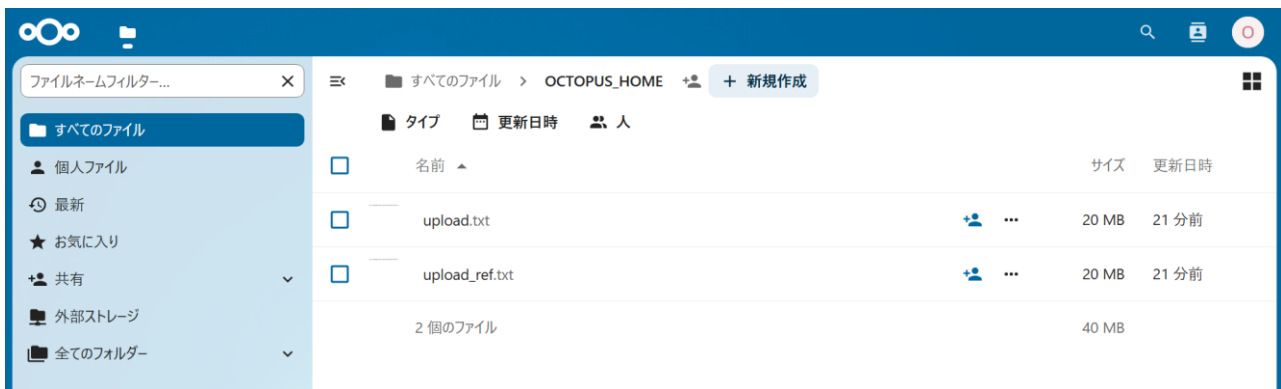 O
ファイルネームフィルター...
すべてのファイル > OCTOPUS_HOME + 新規作成
すべてのファイル
タイプ 更新日時 人
個人ファイル
名前 サイズ 更新日時
最新
upload.txt 20 MB 21 分前
お気に入り
共有
upload_ref.txt 20 MB 21 分前
外部ストレージ
2 個のファイル 40 MB
全てのフォルダー